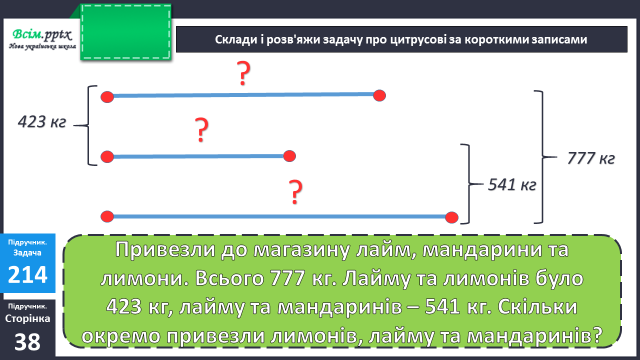 Всім.pptx
Нова українська школа
Склади і розв'яжи задачу про цитрусові за короткими записами
?
423 кг
?
777 кг
541 кг
?
Підручник.
Задача
214
Підручник.
Сторінка
38
Привезли до магазину лайм, мандарини та
лимони. Всього 777 кг. Лайму та лимонів було
423 кг, лайму та мандаринів – 541 кг. Скільки
окремо привезли лимонів, лайму та мандаринів?